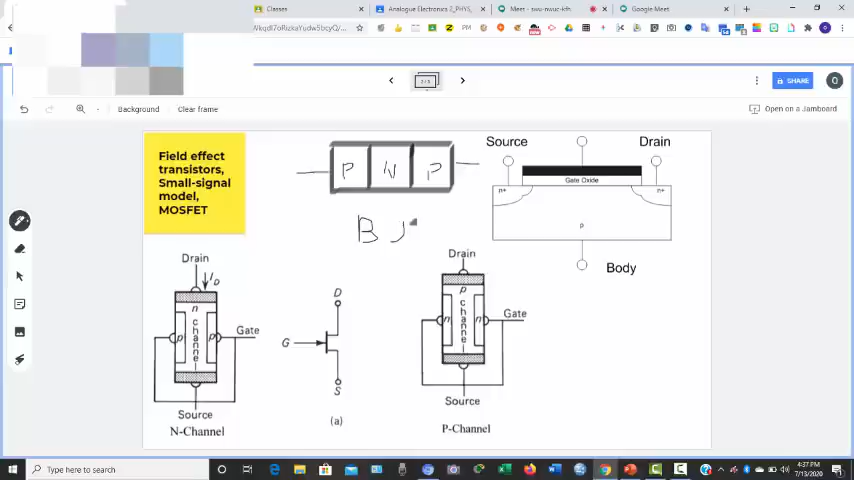 Classes
Analogue Electronics 2_PHYS,
Meet - swu-nwuc-kfh
Google Meet
SHARE
O
Background
Clear frame
Open on a Jamboard
Field effect
transistors,
Small-signal
model,
MOSFET
P N P
B J
Source
Drain
Gate Oxide
n+
n+
p
Body
Drain
I D
n
channel
p
p
Gate
Source
N-Channel
D
G
S
(a)
Drain
p
channel
n
n
Gate
Source
P-Channel
Type here to search
4:37 PM
7/13/2020